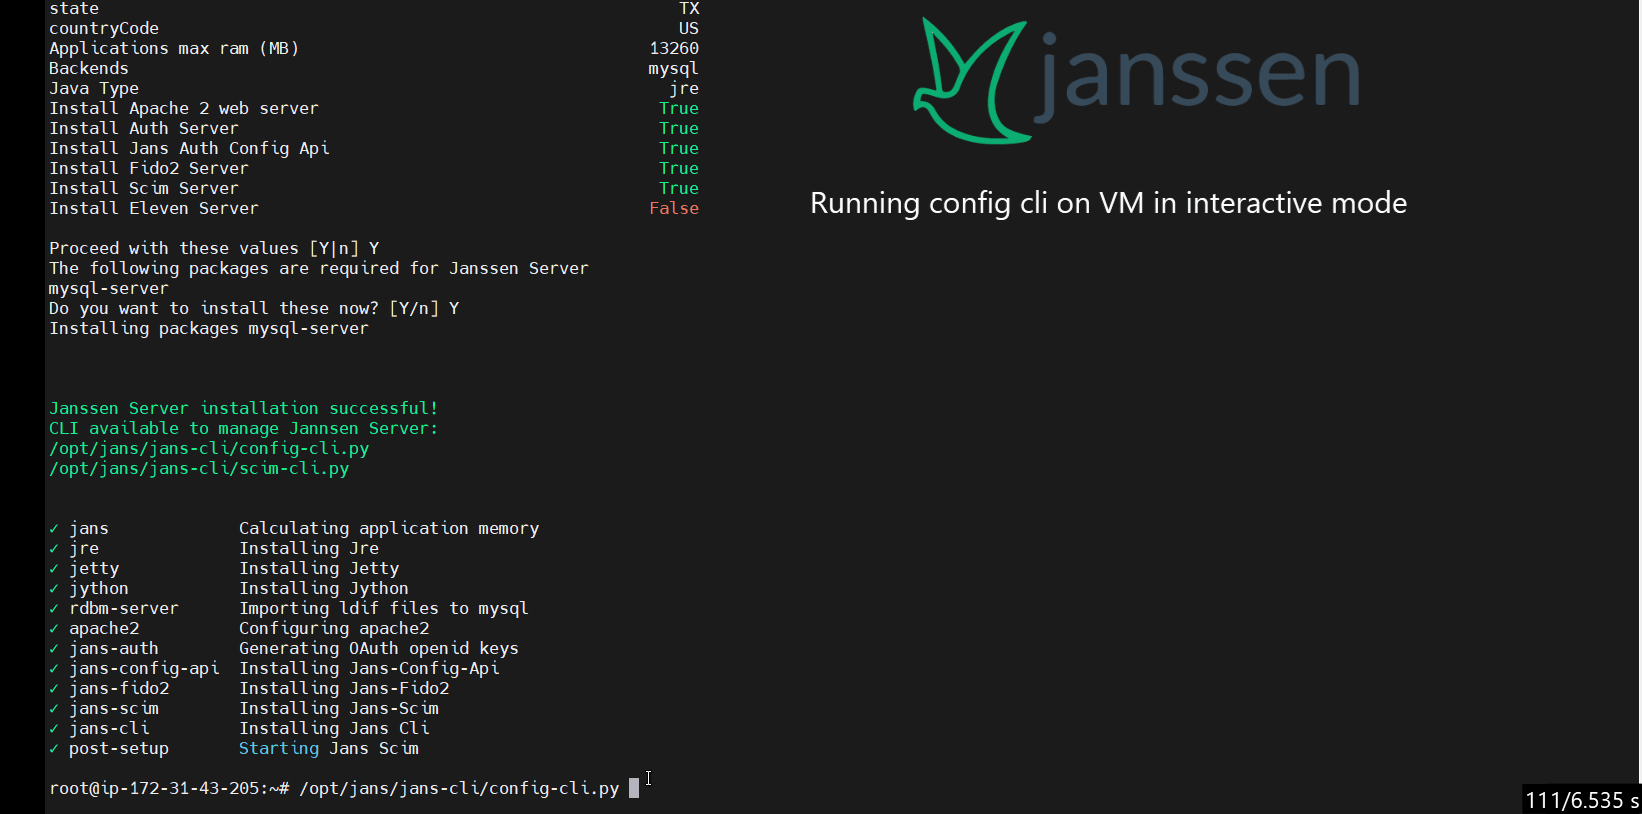 state TX
countryCode US
Applications max ram (MB) 13260
Backends mysql
Java Type jre
Install Apache 2 web server True
Install Auth Server True
Install Jans Auth Config Api True
Install Fido2 Server True
Install Scim Server True
Install Eleven Server False
Proceed with these values [Y|n] Y
The following packages are required for Janssen Server
mysql-server
Do you want to install these now? [Y/n] Y
Installing packages mysql-server
Janssen Server installation successful!
CLI available to manage Jannsen Server:
/opt/jans/jans-cli/config-cli.py
/opt/jans/jans-cli/scim-cli.py
✓ jans Calculating application memory
✓ jre Installing Jre
✓ jetty Installing Jetty
✓ jython Installing Jython
✓ rdbm-server Importing ldif files to mysql
✓ apache2 Configuring apache2
✓ jans-auth Generating OAuth openid keys
✓ jans-config-api Installing Jans-Config-Api
✓ jans-fido2 Installing Jans-Fido2
✓ jans-scim Installing Jans-Scim
✓ jans-cli Installing Jans Cli
✓ post-setup Starting Jans Scim
root@ip-172-31-43-205:~# /opt/jans/jans-cli/config-cli.py
janssen
Running config cli on VM in interactive mode
111/6.535 s